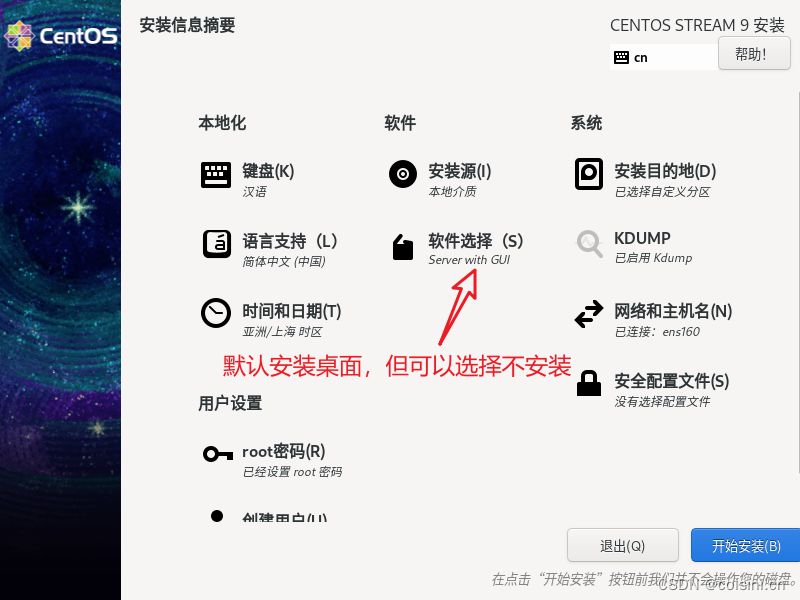 CentOS
安装信息摘要
CENTOS STREAM 9 安装
cn
帮助！
本地化
软件
系统
键盘(K)
汉语
安装源(I)
本地介质
安装目的地(D)
已选择自定义分区
语言支持（L）
简体中文 (中国)
软件选择（S）
Server with GUI
KDUMP
已启用 Kdump
时间和日期(T)
亚洲/上海 时区
网络和主机名(N)
已连接：ens160
默认安装桌面，但可以选择不安装
安全配置文件(S)
没有选择配置文件
用户设置
root密码(R)
已经设置 root 密码
创建用户(U)
退出(Q)
开始安装(B)
在点击“开始安装”按钮前我们并不会操作您的磁盘。
CSDN @coisini.cn